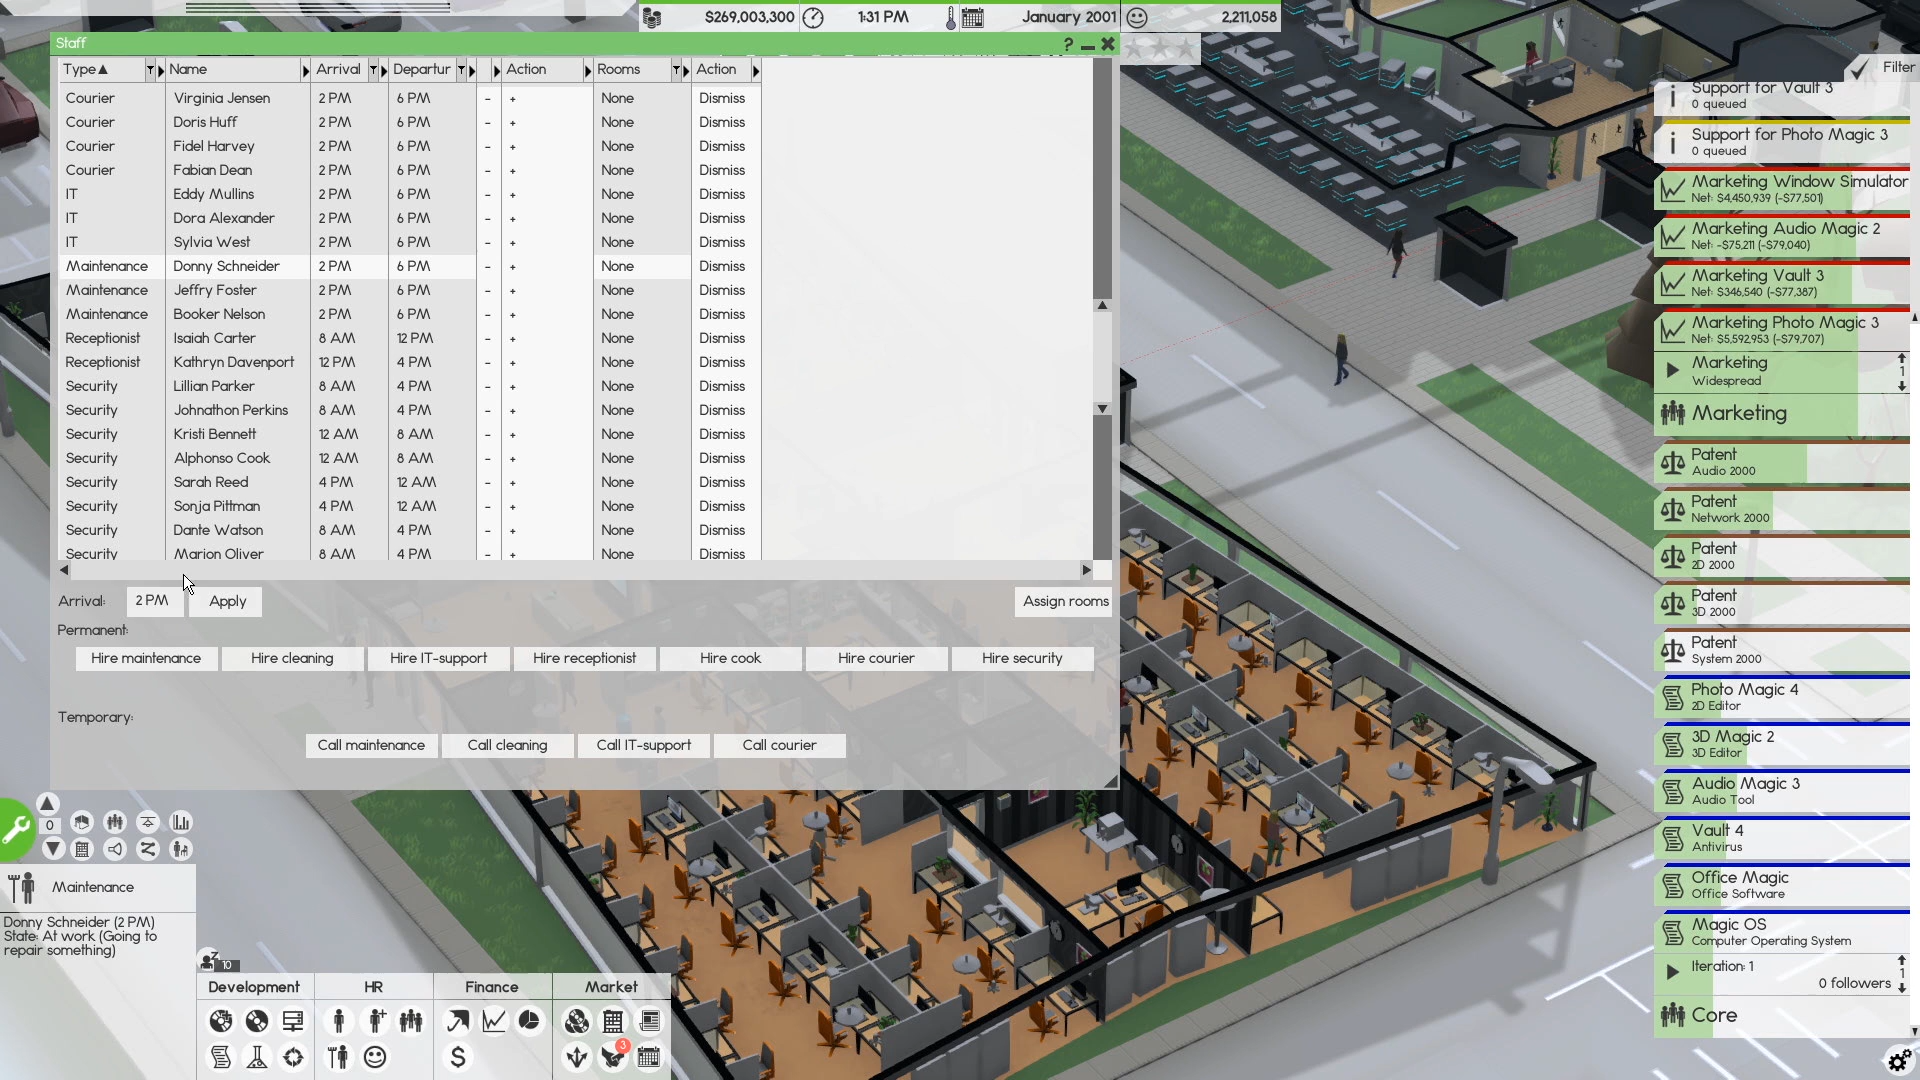 $269,003,300
1:31 PM
January 2001
2,211,058
Staff
?
Type▲ Name Arrival Departur Action Rooms Action
Courier Virginia Jensen 2 PM 6 PM - + None Dismiss
Courier Doris Huff 2 PM 6 PM - + None Dismiss
Courier Fidel Harvey 2 PM 6 PM - + None Dismiss
Courier Fabian Dean 2 PM 6 PM - + None Dismiss
IT Eddy Mullins 2 PM 6 PM - + None Dismiss
IT Dora Alexander 2 PM 6 PM - + None Dismiss
IT Sylvia West 2 PM 6 PM - + None Dismiss
Maintenance Donny Schneider 2 PM 6 PM - + None Dismiss
Maintenance Jeffry Foster 2 PM 6 PM - + None Dismiss
Maintenance Booker Nelson 2 PM 6 PM - + None Dismiss
Receptionist Isaiah Carter 8 AM 12 PM - + None Dismiss
Receptionist Kathryn Davenport 12 PM 4 PM - + None Dismiss
Security Lillian Parker 8 AM 4 PM - + None Dismiss
Security Johnathon Perkins 8 AM 4 PM - + None Dismiss
Security Kristi Bennett 12 AM 8 AM - + None Dismiss
Security Alphonso Cook 12 AM 8 AM - + None Dismiss
Security Sarah Reed 4 PM 12 AM - + None Dismiss
Security Sonja Pittman 4 PM 12 AM - + None Dismiss
Security Dante Watson 8 AM 4 PM - + None Dismiss
Security Marion Oliver 8 AM 4 PM - + None Dismiss
Arrival: 2 PM Apply Assign rooms
Permanent:
Hire maintenance Hire cleaning Hire IT-support Hire receptionist Hire cook Hire courier Hire security
Temporary:
Call maintenance Call cleaning Call IT-support Call courier
0
Maintenance
Donny Schneider (2 PM)
State: At work (Going to
repair something)
10
Development HR Finance Market
3
Filter
Support for Vault 3
0 queued
Support for Photo Magic 3
0 queued
Marketing Window Simulator
Net: $4,450,939 (-$77,501)
Marketing Audio Magic 2
Net: -$75,211 (-$79,040)
Marketing Vault 3
Net: $346,540 (-$77,387)
Marketing Photo Magic 3
Net: $5,592,953 (-$79,707)
Marketing
Widespread
1
Marketing
Patent
Audio 2000
Patent
Network 2000
Patent
2D 2000
Patent
3D 2000
Patent
System 2000
Photo Magic 4
2D Editor
3D Magic 2
3D Editor
Audio Magic 3
Audio Tool
Vault 4
Antivirus
Office Magic
Office Software
Magic OS
Computer Operating System
Iteration: 1
1
0 followers
Core